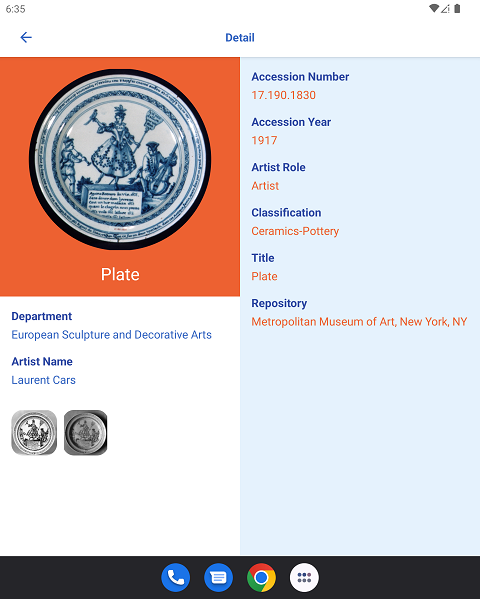 6:35
Detail
Plate
Department
European Sculpture and Decorative Arts
Artist Name
Laurent Cars
Accession Number
17.190.1830
Accession Year
1917
Artist Role
Artist
Classification
Ceramics-Pottery
Title
Plate
Repository
Metropolitan Museum of Art, New York, NY